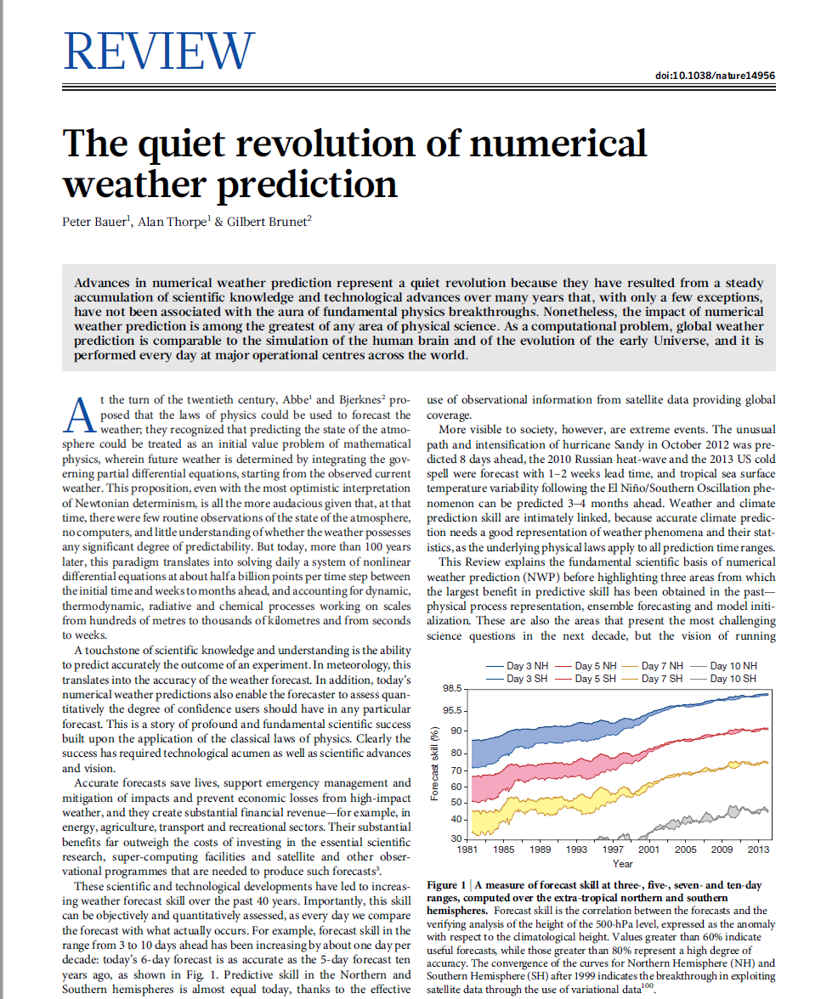 REVIEW
doi:10.1038/nature14956
The quiet revolution of numerical
weather prediction
Peter Bauer¹, Alan Thorpe¹ & Gilbert Brunet²
Advances in numerical weather prediction represent a quiet revolution because they have resulted from a steady
accumulation of scientific knowledge and technological advances over many years that, with only a few exceptions,
have not been associated with the aura of fundamental physics breakthroughs. Nonetheless, the impact of numerical
weather prediction is among the greatest of any area of physical science. As a computational problem, global weather
prediction is comparable to the simulation of the human brain and of the evolution of the early Universe, and it is
performed every day at major operational centres across the world.
At the turn of the twentieth century, Abbe¹ and Bjerknes² pro-
posed that the laws of physics could be used to forecast the
weather; they recognized that predicting the state of the atmo-
sphere could be treated as an initial value problem of mathematical
physics, wherein future weather is determined by integrating the gov-
erning partial differential equations, starting from the observed current
weather. This proposition, even with the most optimistic interpretation
of Newtonian determinism, is all the more audacious given that, at that
time, there were few routine observations of the state of the atmosphere,
no computers, and little understanding of whether the weather possesses
any significant degree of predictability. But today, more than 100 years
later, this paradigm translates into solving daily a system of nonlinear
differential equations at about half a billion points per time step between
the initial time and weeks to months ahead, and accounting for dynamic,
thermodynamic, radiative and chemical processes working on scales
from hundreds of metres to thousands of kilometres and from seconds
to weeks.
A touchstone of scientific knowledge and understanding is the ability
to predict accurately the outcome of an experiment. In meteorology, this
translates into the accuracy of the weather forecast. In addition, today's
numerical weather predictions also enable the forecaster to assess quan-
titatively the degree of confidence users should have in any particular
forecast. This is a story of profound and fundamental scientific success
built upon the application of the classical laws of physics. Clearly the
success has required technological acumen as well as scientific advances
and vision.
Accurate forecasts save lives, support emergency management and
mitigation of impacts and prevent economic losses from high-impact
weather, and they create substantial financial revenue—for example, in
energy, agriculture, transport and recreational sectors. Their substantial
benefits far outweigh the costs of investing in the essential scientific
research, super-computing facilities and satellite and other obser-
vational programmes that are needed to produce such forecasts³.
These scientific and technological developments have led to increas-
ing weather forecast skill over the past 40 years. Importantly, this skill
can be objectively and quantitatively assessed, as every day we compare
the forecast with what actually occurs. For example, forecast skill in the
range from 3 to 10 days ahead has been increasing by about one day per
decade: today's 6-day forecast is as accurate as the 5-day forecast ten
years ago, as shown in Fig. 1. Predictive skill in the Northern and
Southern hemispheres is almost equal today, thanks to the effective
use of observational information from satellite data providing global
coverage.
More visible to society, however, are extreme events. The unusual
path and intensification of hurricane Sandy in October 2012 was pre-
dicted 8 days ahead, the 2010 Russian heat-wave and the 2013 US cold
spell were forecast with 1–2 weeks lead time, and tropical sea surface
temperature variability following the El Niño/Southern Oscillation phe-
nomenon can be predicted 3–4 months ahead. Weather and climate
prediction skill are intimately linked, because accurate climate predic-
tion needs a good representation of weather phenomena and their stat-
istics, as the underlying physical laws apply to all prediction time ranges.
This Review explains the fundamental scientific basis of numerical
weather prediction (NWP) before highlighting three areas from which
the largest benefit in predictive skill has been obtained in the past—
physical process representation, ensemble forecasting and model initi-
alization. These are also the areas that present the most challenging
science questions in the next decade, but the vision of running
Day 3 NH Day 5 NH Day 7 NH Day 10 NH
Day 3 SH Day 5 SH Day 7 SH Day 10 SH
98.5
95.5
90
80
70
60
50
40
30
Forecast skill (%)
1981 1985 1989 1993 1997 2001 2005 2009 2013
Year
Figure 1 | A measure of forecast skill at three-, five-, seven- and ten-day
ranges, computed over the extra-tropical northern and southern
hemispheres. Forecast skill is the correlation between the forecasts and the
verifying analysis of the height of the 500-hPa level, expressed as the anomaly
with respect to the climatological height. Values greater than 60% indicate
useful forecasts, while those greater than 80% represent a high degree of
accuracy. The convergence of the curves for Northern Hemisphere (NH) and
Southern Hemisphere (SH) after 1999 indicates the breakthrough in exploiting
satellite data through the use of variational data¹⁰⁰.